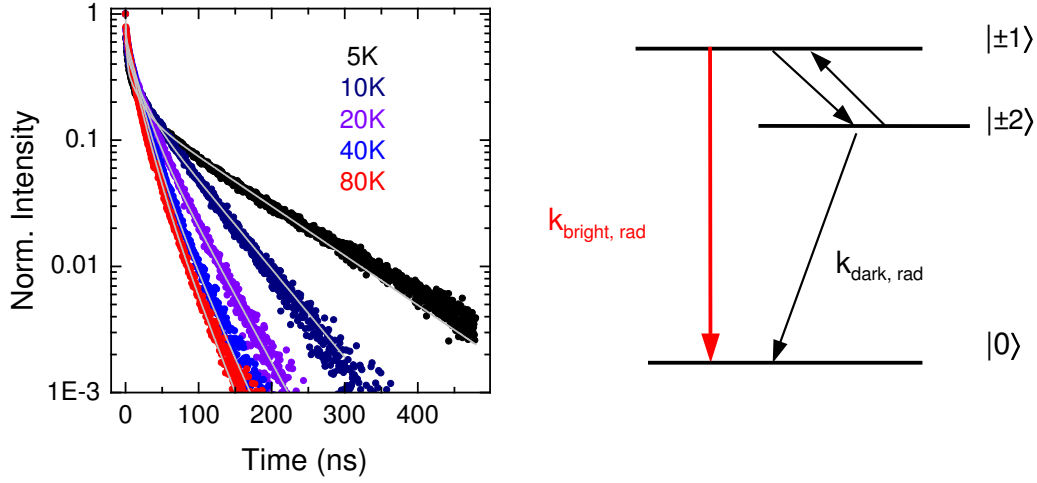 1
0.1
0.01
1E-3
Norm. Intensity
5K
10K
20K
40K
80K
0
100
200
300
400
Time (ns)
|±1⟩
|±2⟩
|0⟩
k_bright, rad
k_dark, rad